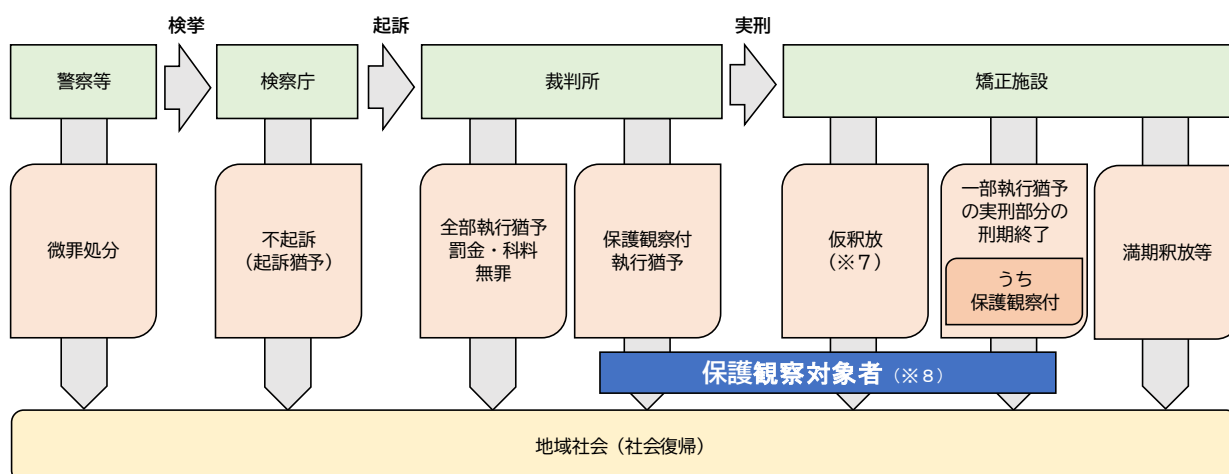 検挙
起訴
実刑
警察等
検察庁
裁判所
矯正施設
微罪処分
不起訴
（起訴猶予）
全部執行猶予
罰金・科料
無罪
保護観察付
執行猶予
仮釈放
（※７）
一部執行猶予
の実刑部分の
刑期終了
うち
保護観察付
満期釈放等
保護観察対象者（※８）
地域社会（社会復帰）